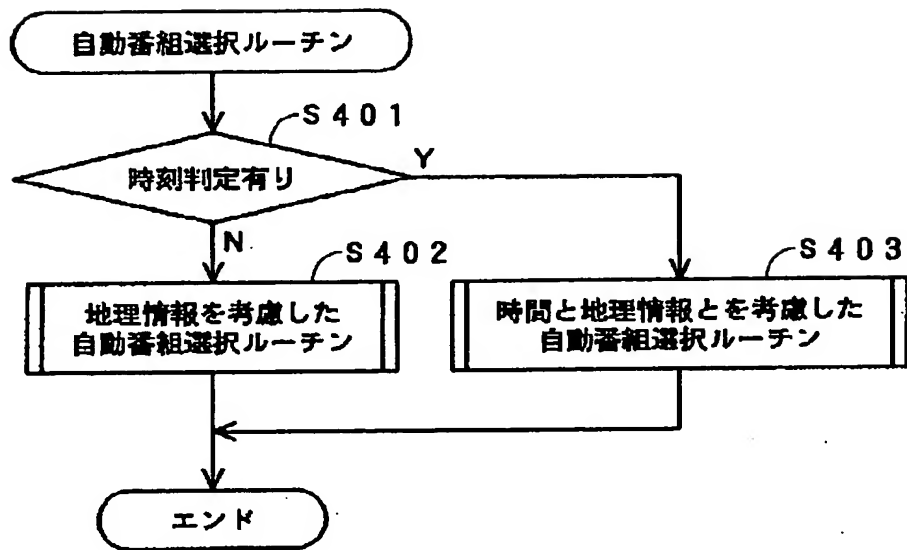 自動番組選択ルーチン
S401
時刻判定有り
Y
N
S402
S403
地理情報を考慮した
自動番組選択ルーチン
時間と地理情報とを考慮した
自動番組選択ルーチン
エンド